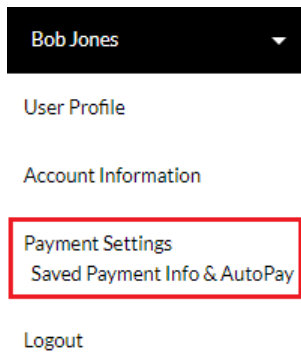 Bob Jones
User Profile
Account Information
Payment Settings
Saved Payment Info & AutoPay
Logout